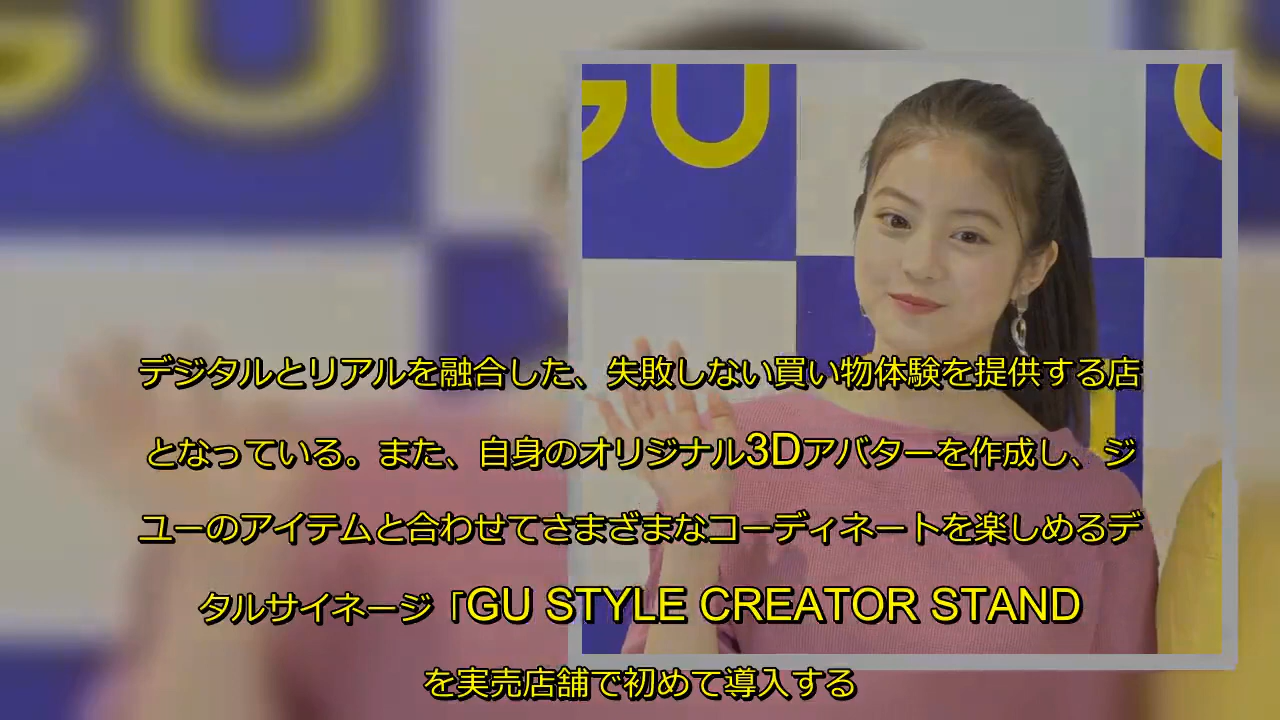 GU
GU
デジタルとリアルを融合した、失敗しない買い物体験を提供する店
となっている。また、自身のオリジナル3Dアバターを作成し、ジ
ユーのアイテムと合わせてさまざまなコーディネートを楽しめるデ
タルサイネージ「GU STYLE CREATOR STAND
を実売店舗で初めて導入する